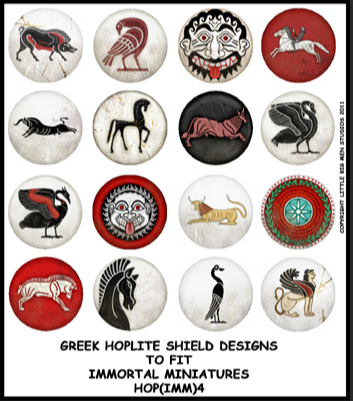 COPYRIGHT LITTLE BIG MEN STUDIOS 2011
GREEK HOPLITE SHIELD DESIGNS
TO FIT
IMMORTAL MINIATURES
HOP(IMM)4